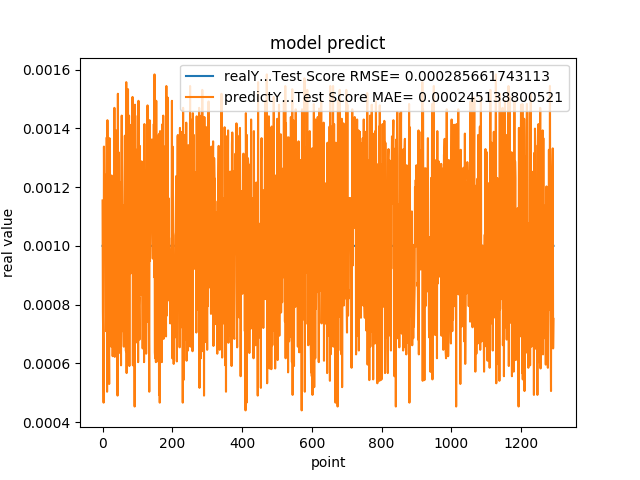 model predict
realY...Test Score RMSE= 0.000285661743113
predictY...Test Score MAE= 0.000245138800521
0.0016
0.0014
0.0012
0.0010
0.0008
0.0006
0.0004
real value
0 200 400 600 800 1000 1200
point